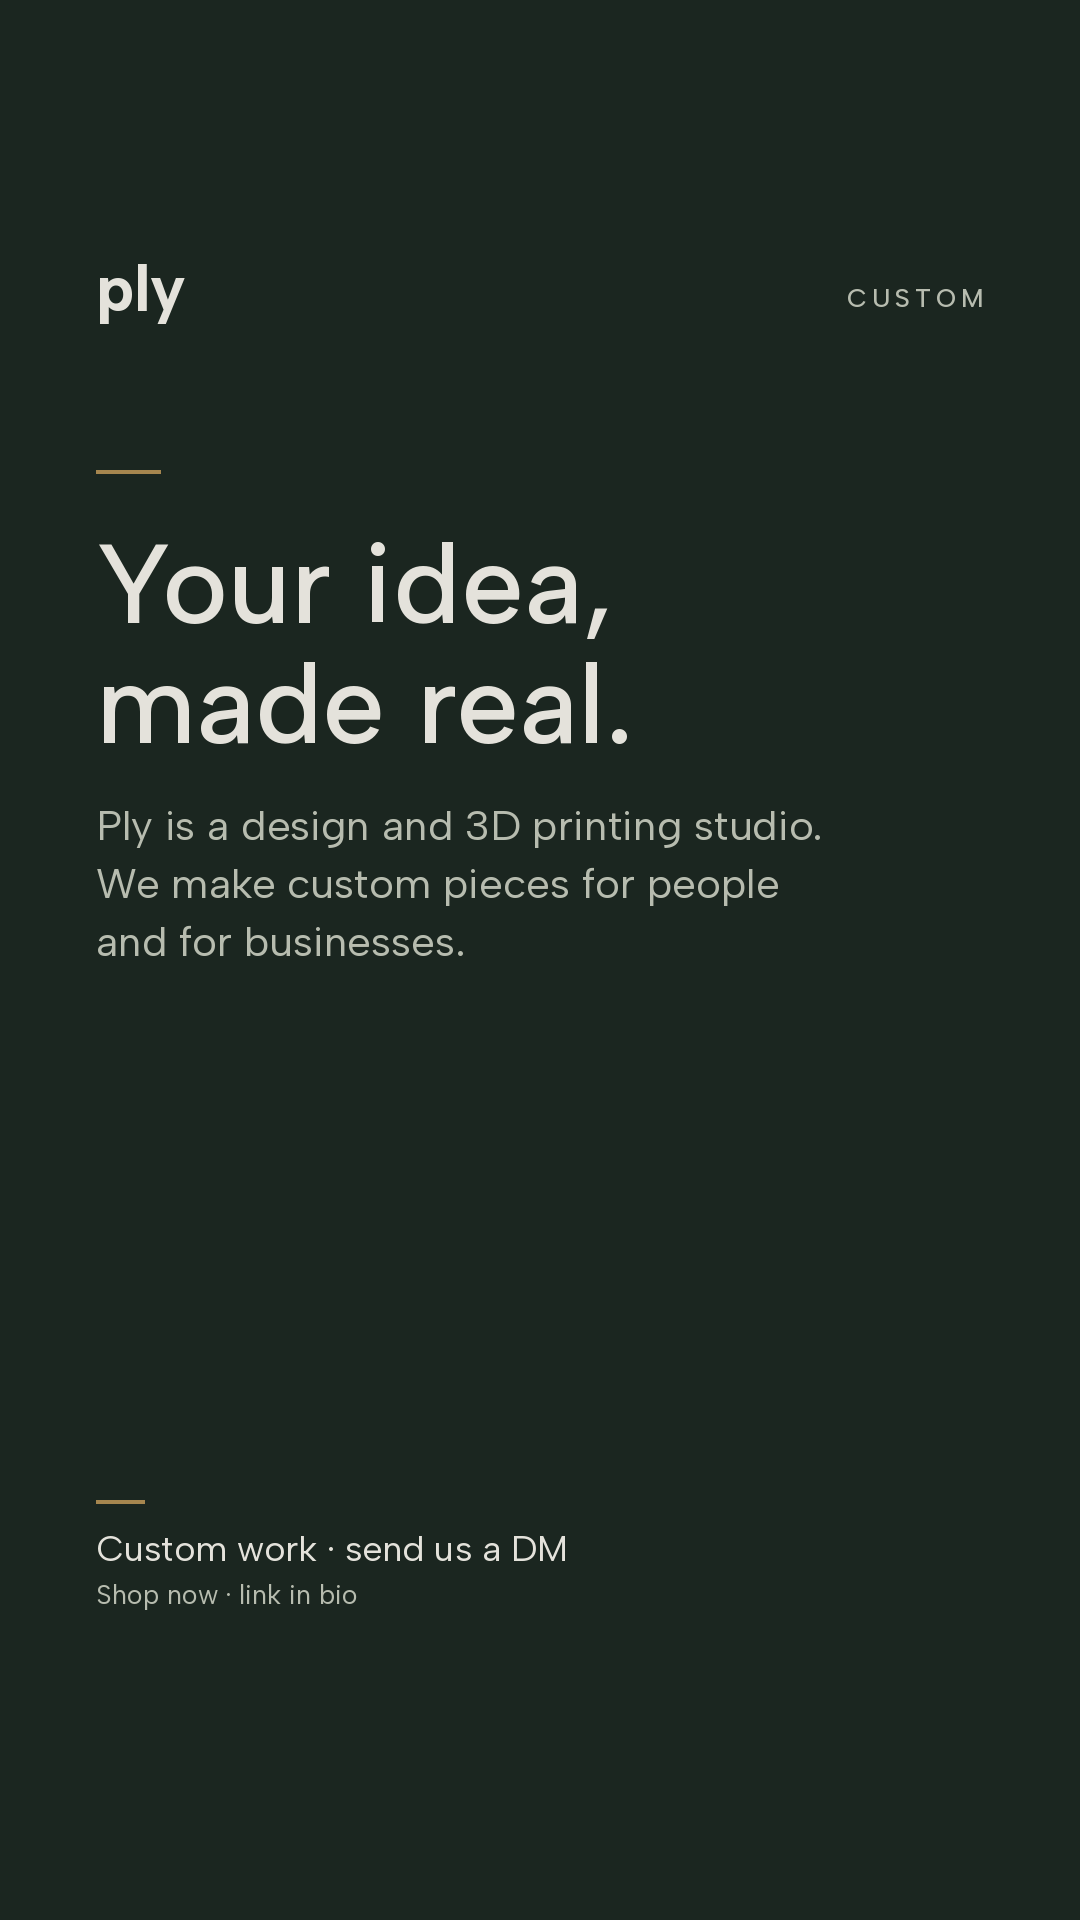 ply
CUSTOM
Your idea,
made real.
Ply is a design and 3D printing studio.
We make custom pieces for people
and for businesses.
Custom work · send us a DM
Shop now · link in bio